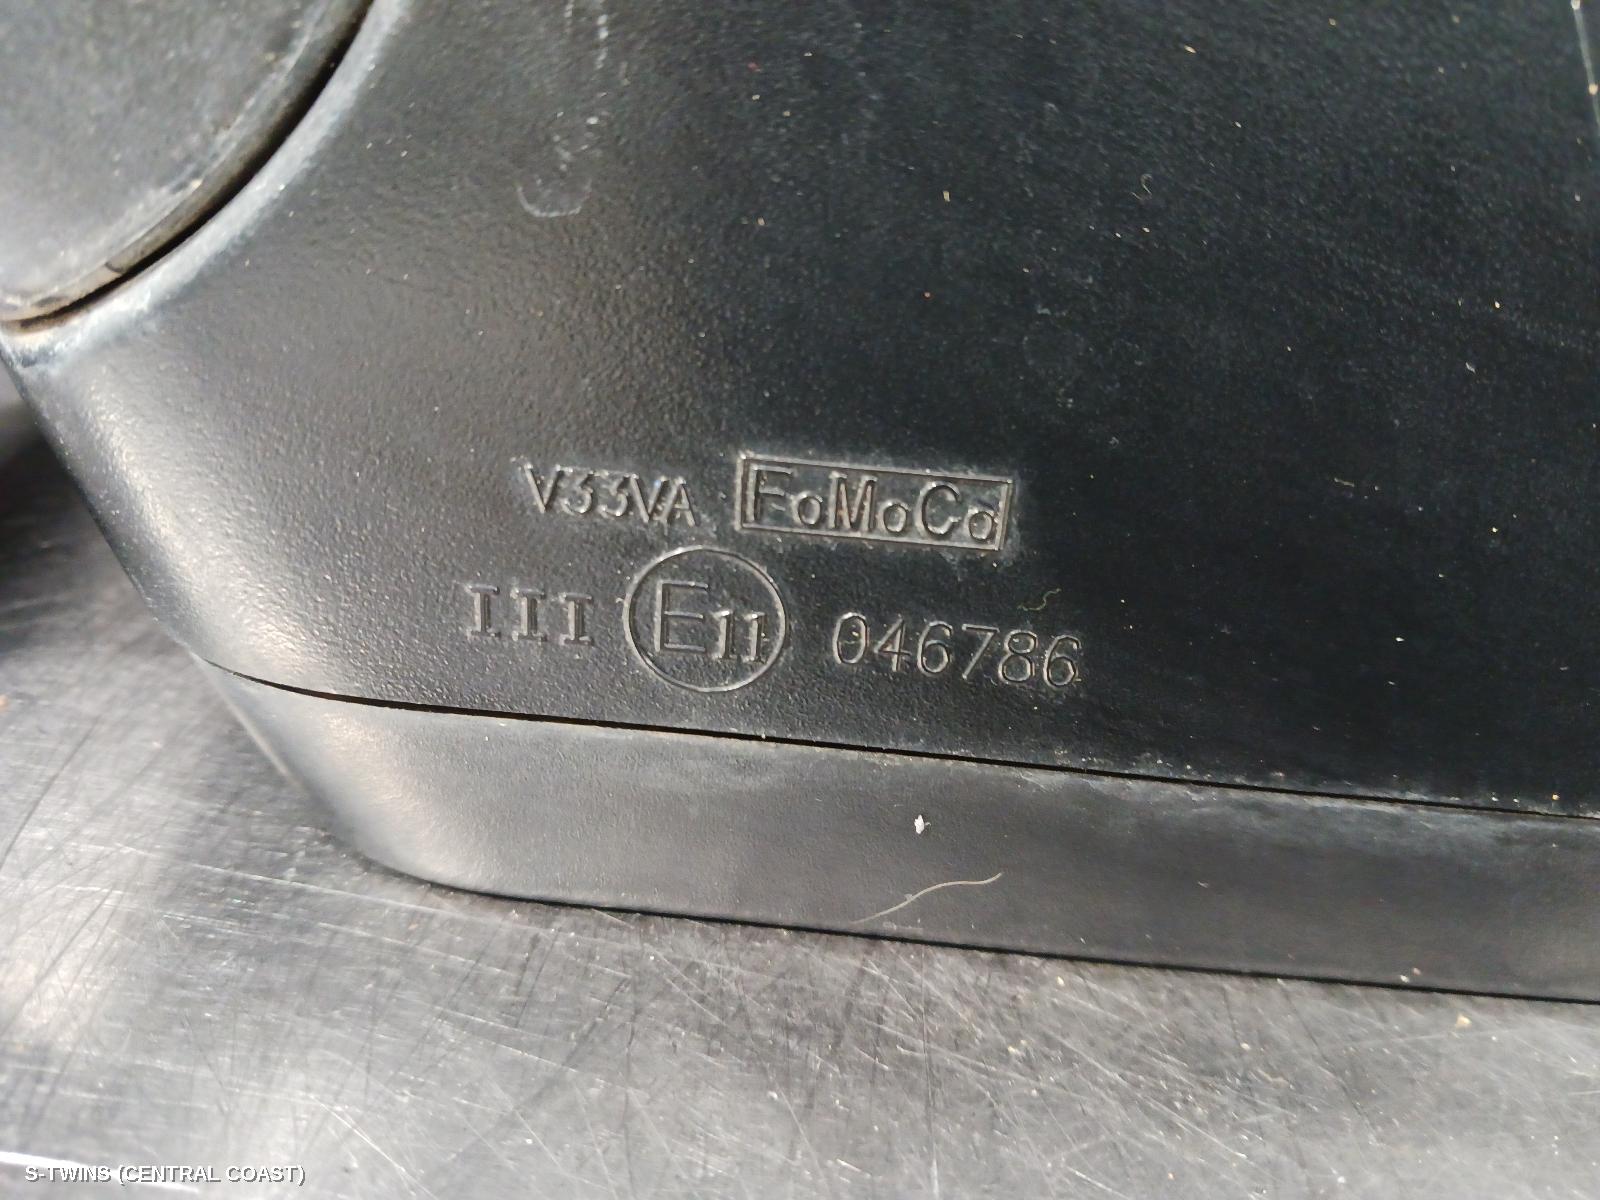 V33VA FoMoCo
III E11 046786
S-TWINS (CENTRAL COAST)